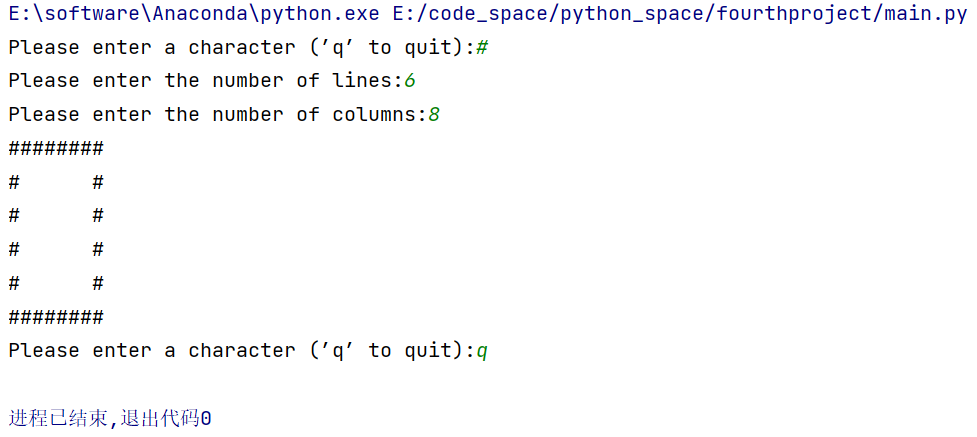 E:\software\Anaconda\python.exe E:/code_space/python_space/fourthproject/main.py
Please enter a character (’q’ to quit):#
Please enter the number of lines:6
Please enter the number of columns:8
########
#      #
#      #
#      #
#      #
########
Please enter a character (’q’ to quit):q
进程已结束,退出代码0